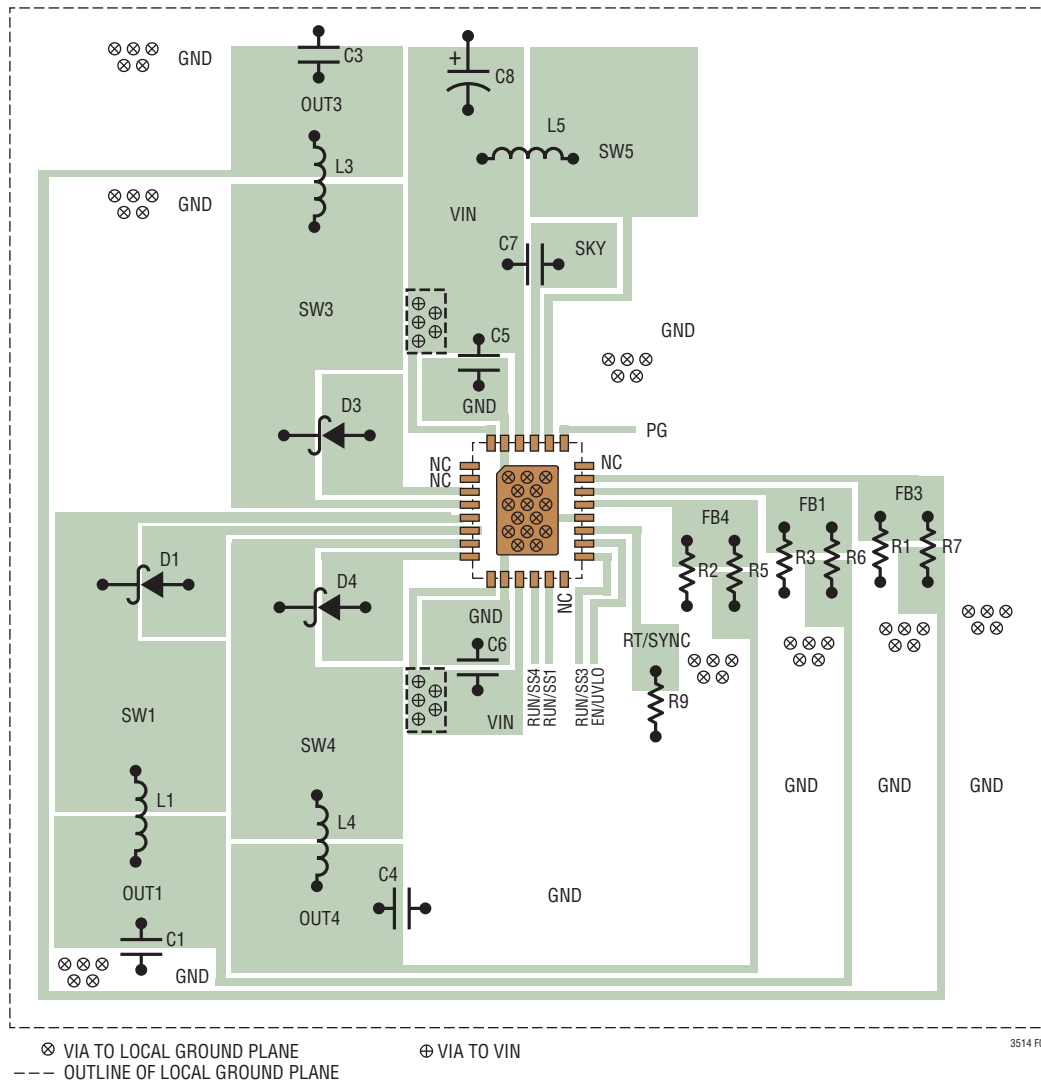 C3
GND
+
C8
OUT3
L5
SW5
L3
GND
VIN
C7
SKY
SW3
GND
C5
GND
D3
PG
NC
NC
NC
FB3
FB1
FB4
D1
R2
R5
R3
R6
R1
R7
D4
NC
GND
RT/SYNC
C6
RUN/SS4
RUN/SS1
RUN/SS3
EN/UVLO
R9
SW1
VIN
SW4
GND
GND
GND
L1
L4
C4
OUT1
GND
OUT4
C1
GND
VIA TO LOCAL GROUND PLANE
VIA TO VIN
OUTLINE OF LOCAL GROUND PLANE
3514